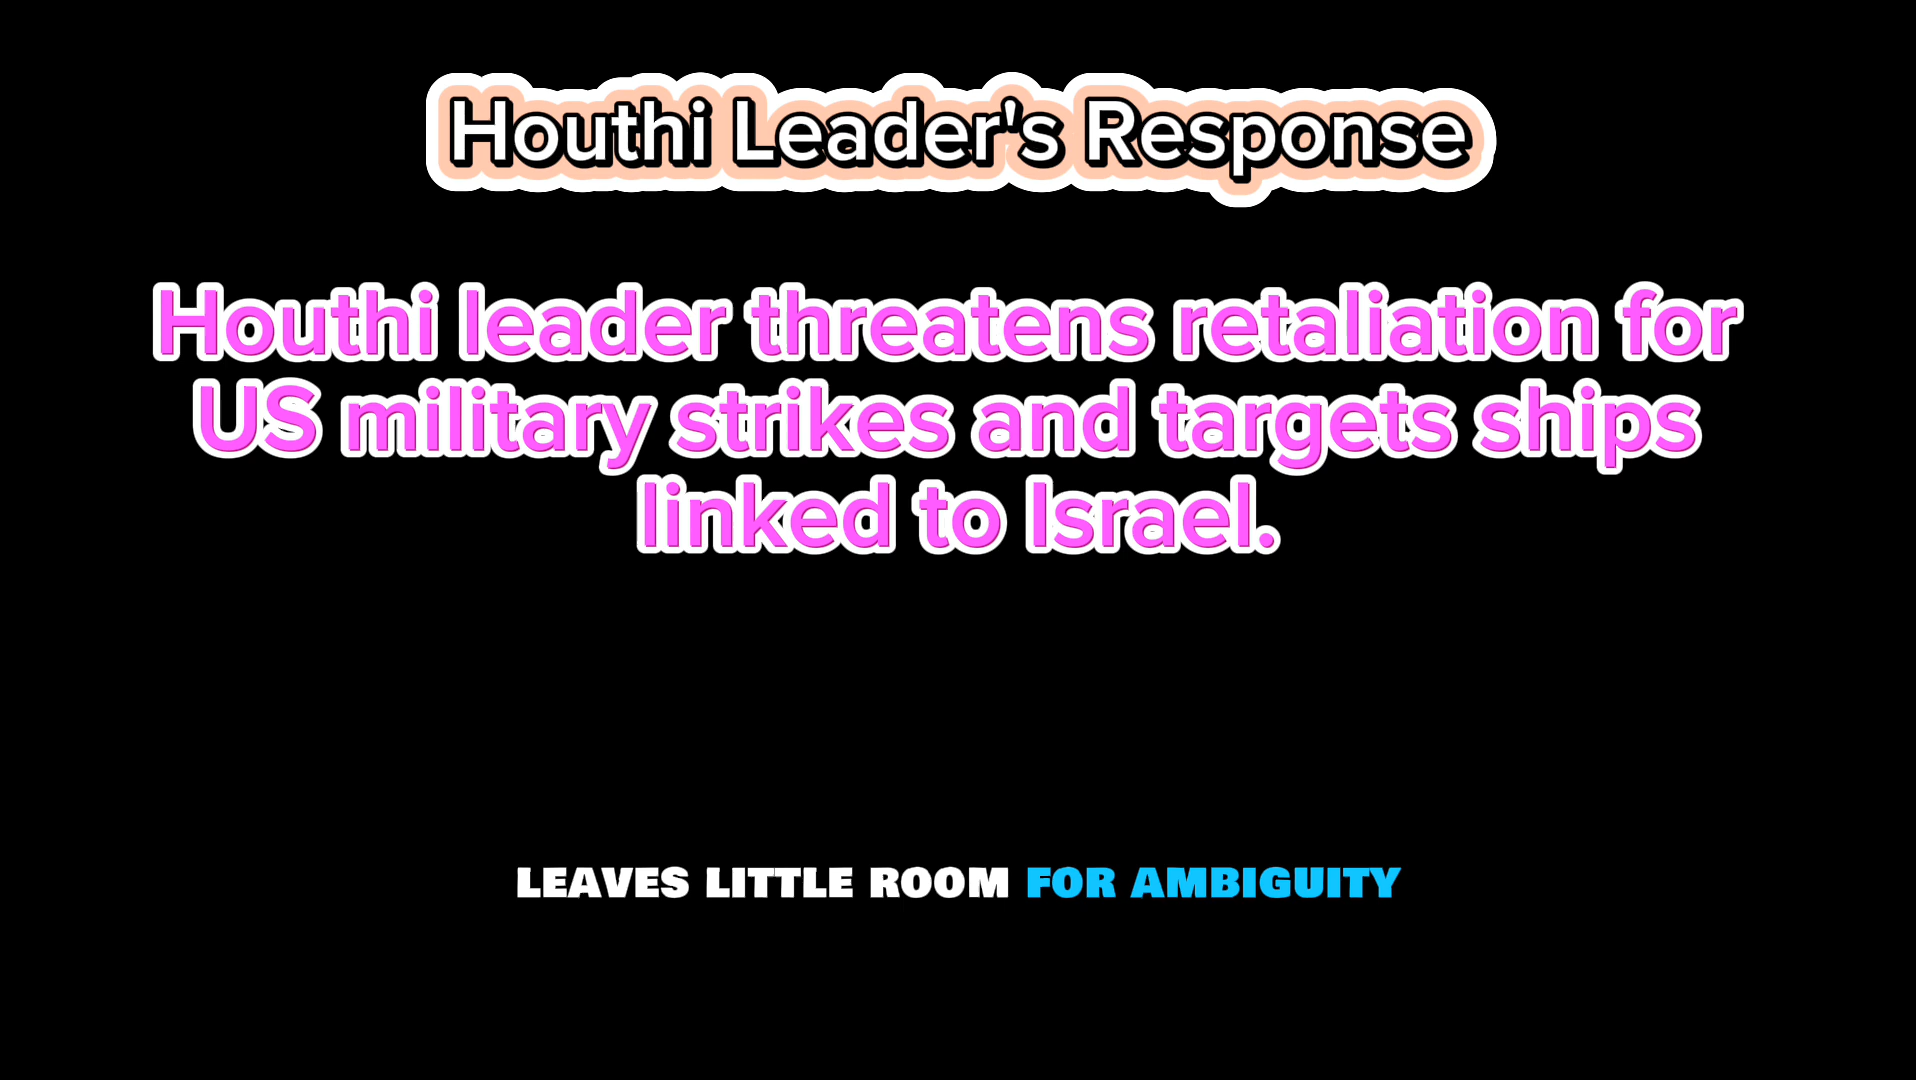 Houthi Leader's Response
Houthi leader threatens retaliation for
US military strikes and targets ships
linked to Israel.
LEAVES LITTLE ROOM FOR AMBIGUITY